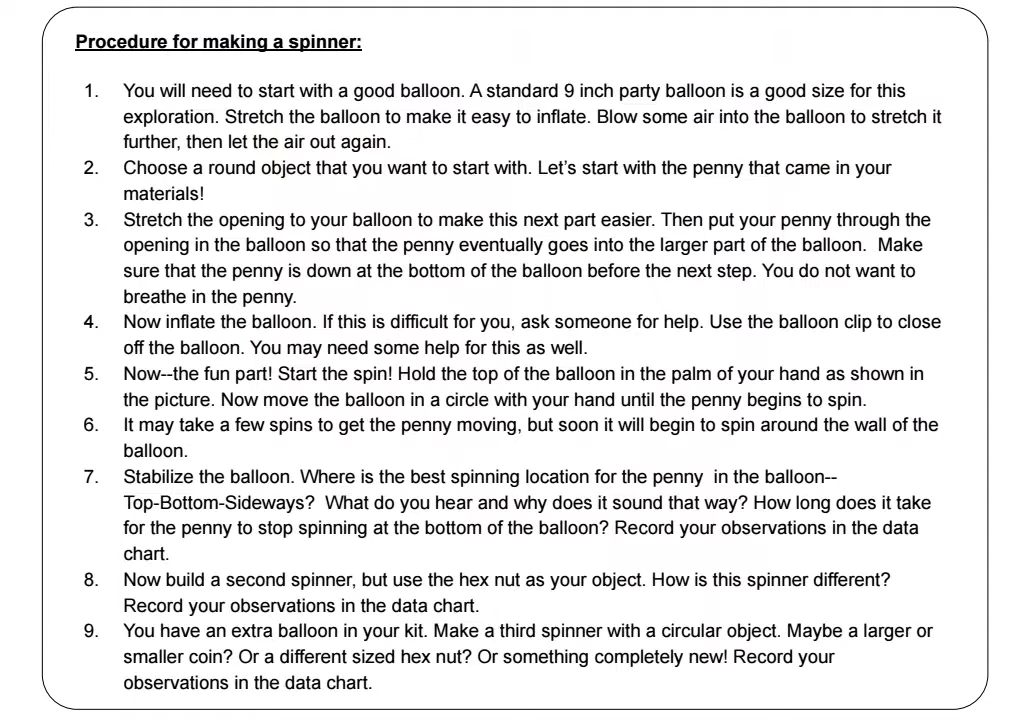 Procedure for making a spinner:
1. You will need to start with a good balloon. A standard 9 inch party balloon is a good size for this
exploration. Stretch the balloon to make it easy to inflate. Blow some air into the balloon to stretch it
further, then let the air out again.
2. Choose a round object that you want to start with. Let’s start with the penny that came in your
materials!
3. Stretch the opening to your balloon to make this next part easier. Then put your penny through the
opening in the balloon so that the penny eventually goes into the larger part of the balloon.  Make
sure that the penny is down at the bottom of the balloon before the next step. You do not want to
breathe in the penny.
4. Now inflate the balloon. If this is difficult for you, ask someone for help. Use the balloon clip to close
off the balloon. You may need some help for this as well.
5. Now--the fun part! Start the spin! Hold the top of the balloon in the palm of your hand as shown in
the picture. Now move the balloon in a circle with your hand until the penny begins to spin.
6. It may take a few spins to get the penny moving, but soon it will begin to spin around the wall of the
balloon.
7. Stabilize the balloon. Where is the best spinning location for the penny  in the balloon--
Top-Bottom-Sideways?  What do you hear and why does it sound that way? How long does it take
for the penny to stop spinning at the bottom of the balloon? Record your observations in the data
chart.
8. Now build a second spinner, but use the hex nut as your object. How is this spinner different?
Record your observations in the data chart.
9. You have an extra balloon in your kit. Make a third spinner with a circular object. Maybe a larger or
smaller coin? Or a different sized hex nut? Or something completely new! Record your
observations in the data chart.